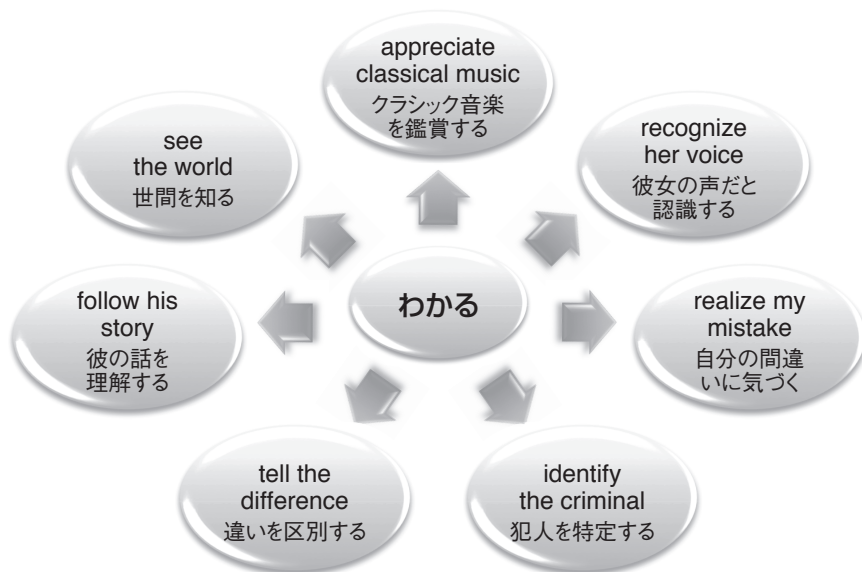 appreciate
classical music
クラシック音楽
を鑑賞する
recognize
her voice
彼女の声だと
認識する
realize my
mistake
自分の間違
いに気づく
identify
the criminal
犯人を特定する
tell the
difference
違いを区別する
follow his
story
彼の話を
理解する
see
the world
世間を知る
わかる